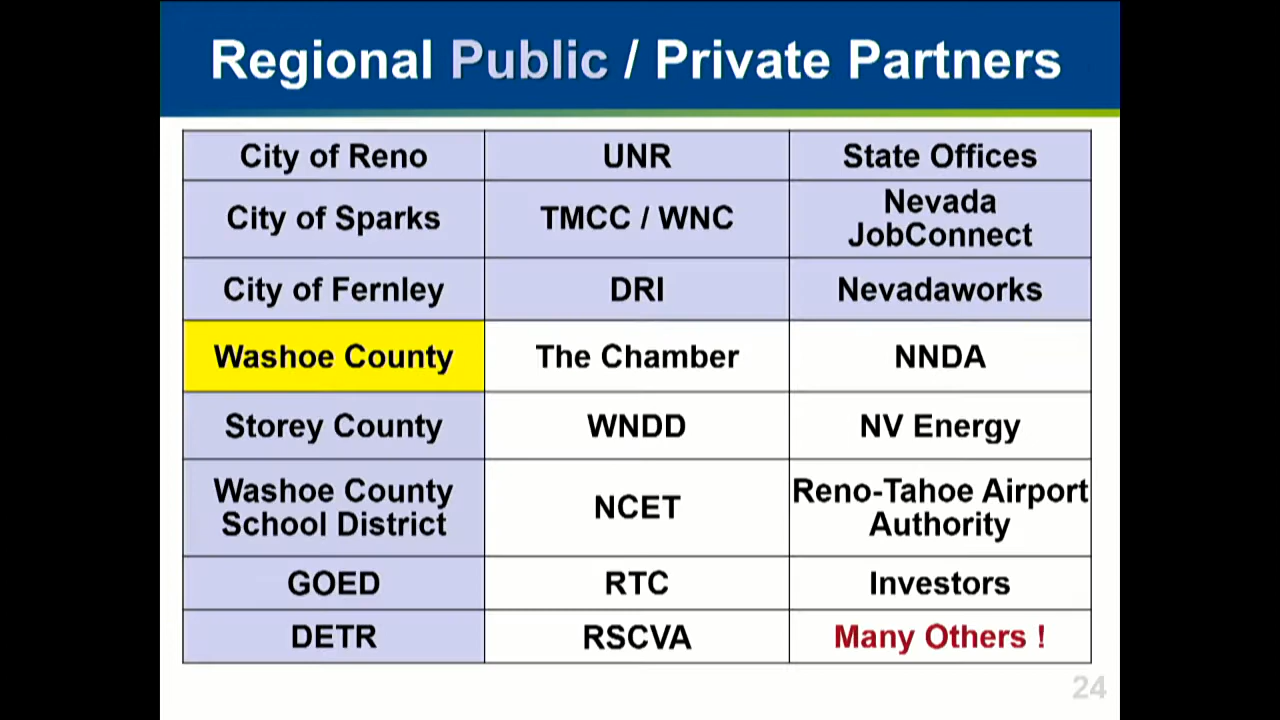 Regional Public / Private Partners
City of Reno
UNR
State Offices
City of Sparks
TMCC / WNC
Nevada
JobConnect
City of Fernley
DRI
Nevadaworks
Washoe County
The Chamber
NNDA
Storey County
WNDD
NV Energy
Washoe County
School District
NCET
Reno-Tahoe Airport
Authority
GOED
RTC
Investors
DETR
RSCVA
Many Others !
24